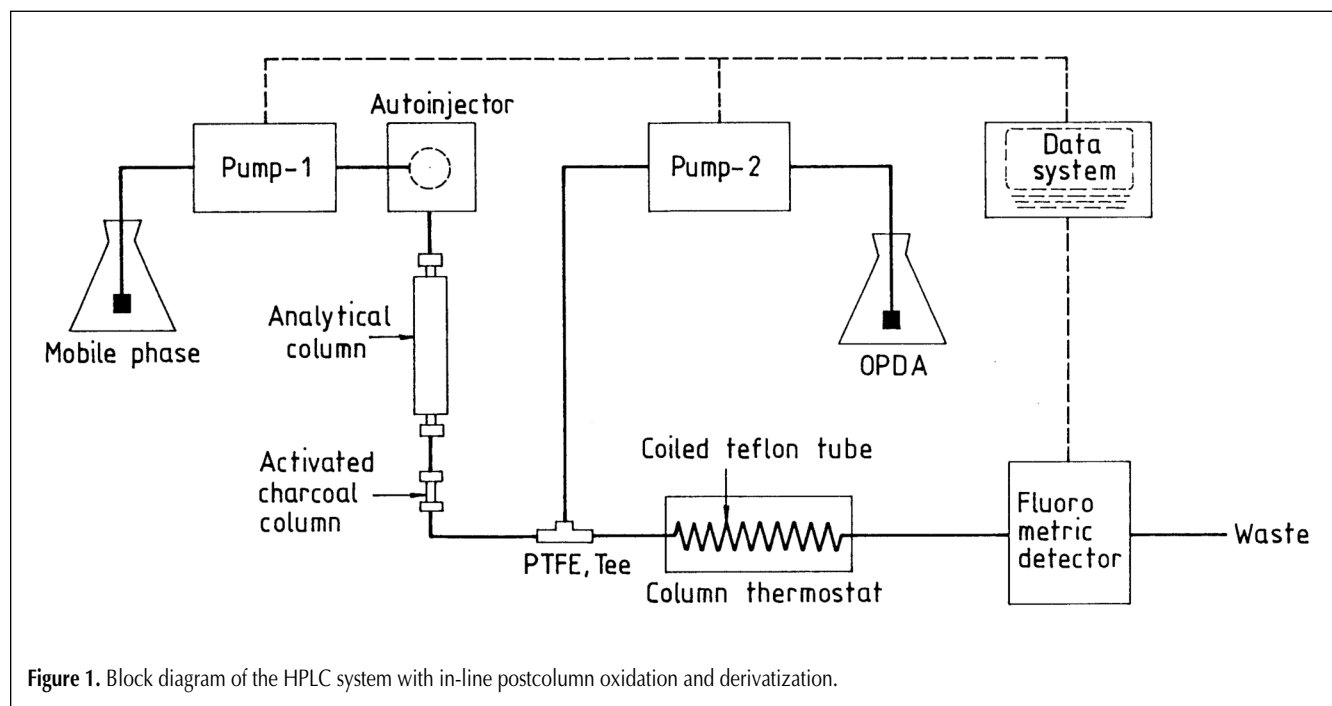 Autoinjector
Pump-1
Pump-2
Data
system
Mobile phase
Analytical
column
OPDA
Activated
charcoal
column
Coiled teflon tube
PTFE, Tee
Column thermostat
Fluoro
metric
detector
Waste
Figure 1. Block diagram of the HPLC system with in-line postcolumn oxidation and derivatization.